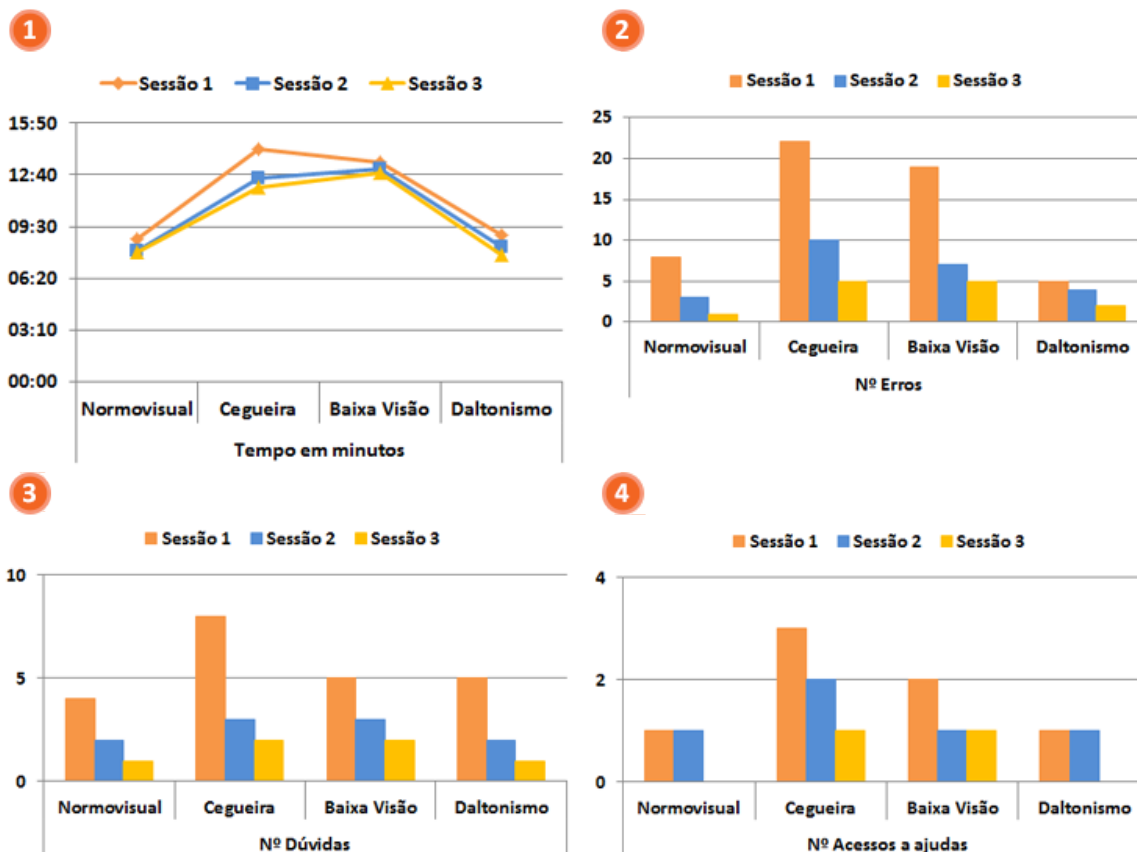 1
Sessão 1 Sessão 2 Sessão 3
15:50
12:40
09:30
06:20
03:10
00:00
Normovisual Cegueira Baixa Visão Daltonismo
Tempo em minutos
2
Sessão 1 Sessão 2 Sessão 3
25
20
15
10
5
0
Normovisual Cegueira Baixa Visão Daltonismo
Nº Erros
3
Sessão 1 Sessão 2 Sessão 3
10
5
0
Normovisual Cegueira Baixa Visão Daltonismo
Nº Dúvidas
4
Sessão 1 Sessão 2 Sessão 3
4
2
0
Normovisual Cegueira Baixa Visão Daltonismo
Nº Acessos a ajudas